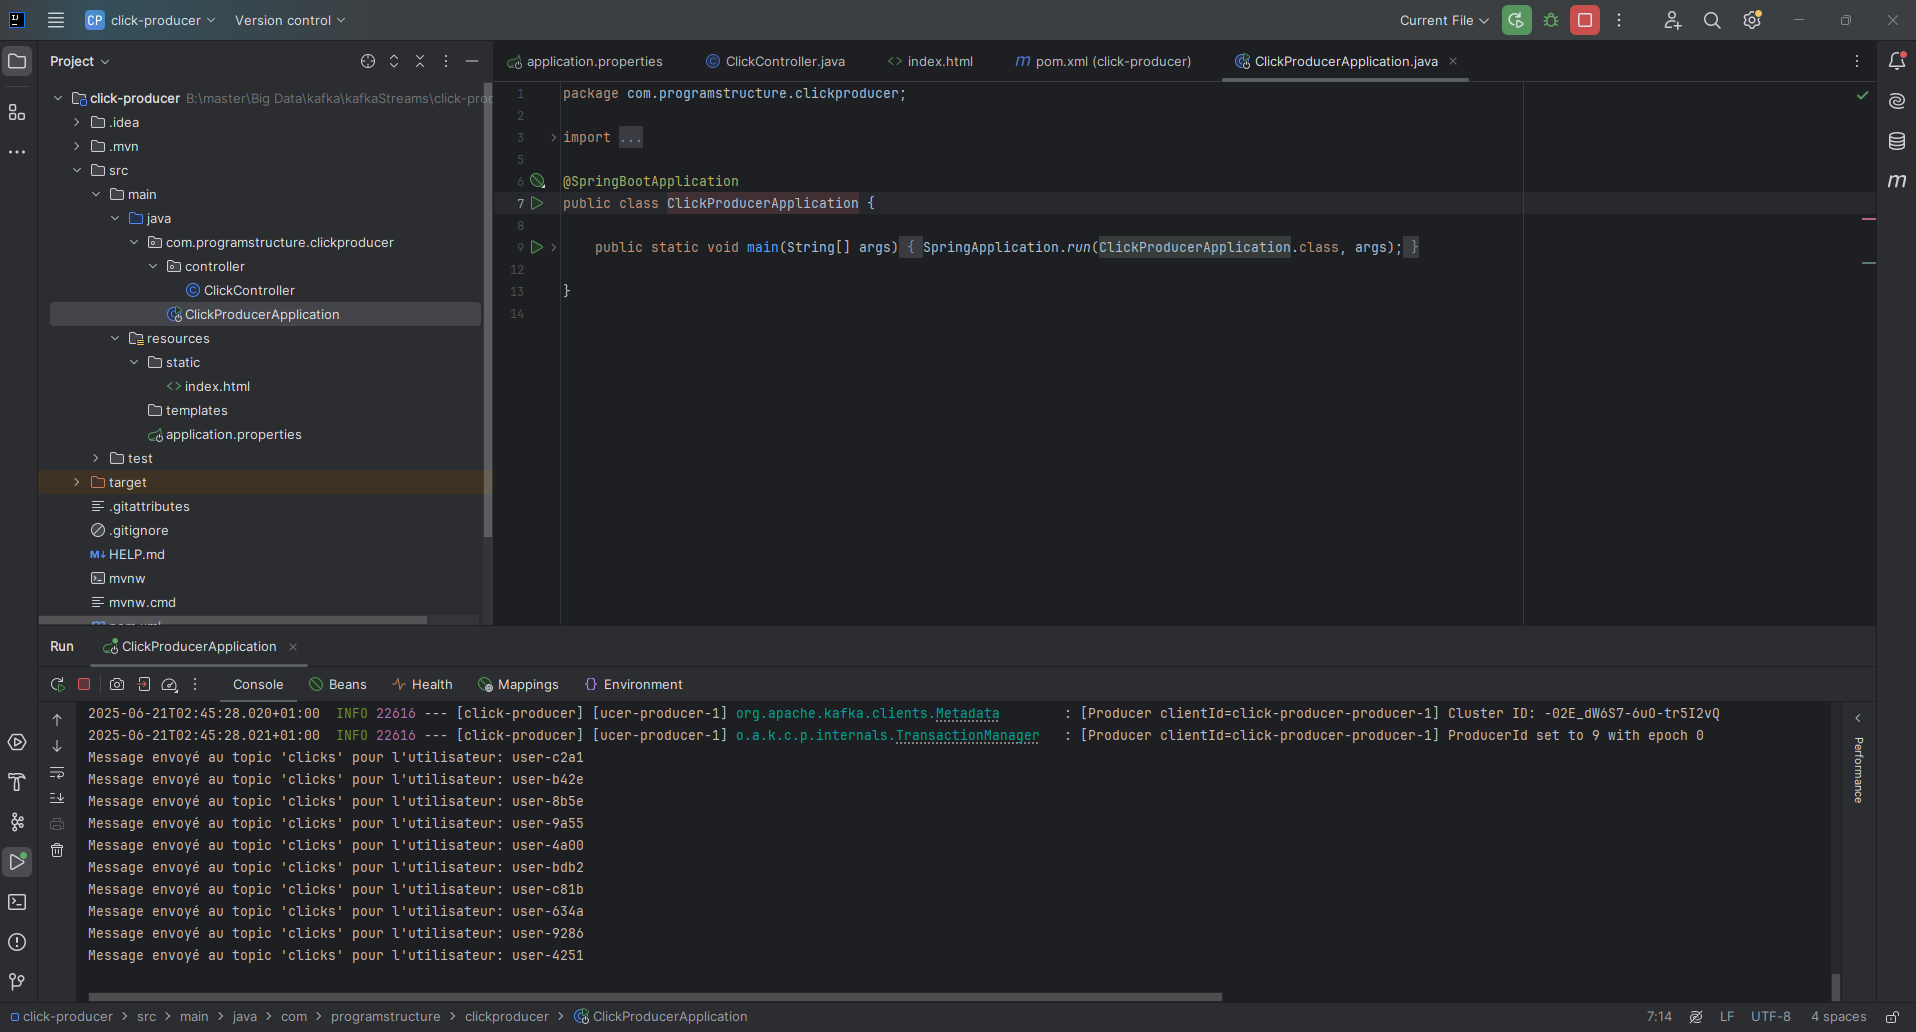 CP click-producer Version control Current File
Project
click-producer B:\master\Big Data\kafka\kafkaStreams\click-proc
.idea
.mvn
src
main
java
com.programstructure.clickproducer
controller
ClickController
ClickProducerApplication
resources
static
index.html
templates
application.properties
test
target
.gitattributes
.gitignore
M↓ HELP.md
mvnw
mvnw.cmd
application.properties ClickController.java index.html pom.xml (click-producer) ClickProducerApplication.java
1 package com.programstructure.clickproducer;
2
3 import ...
5
6 @SpringBootApplication
7 public class ClickProducerApplication {
8
9 public static void main(String[] args) { SpringApplication.run(ClickProducerApplication.class, args); }
12
13 }
14
Run ClickProducerApplication
Console Beans Health Mappings Environment
2025-06-21T02:45:28.020+01:00 INFO 22616 --- [click-producer] [ucer-producer-1] org.apache.kafka.clients.Metadata : [Producer clientId=click-producer-producer-1] Cluster ID: -02E_dW6S7-6uO-tr5I2vQ
2025-06-21T02:45:28.021+01:00 INFO 22616 --- [click-producer] [ucer-producer-1] o.a.k.c.p.internals.TransactionManager : [Producer clientId=click-producer-producer-1] ProducerId set to 9 with epoch 0
Message envoyé au topic 'clicks' pour l'utilisateur: user-c2a1
Message envoyé au topic 'clicks' pour l'utilisateur: user-b42e
Message envoyé au topic 'clicks' pour l'utilisateur: user-8b5e
Message envoyé au topic 'clicks' pour l'utilisateur: user-9a55
Message envoyé au topic 'clicks' pour l'utilisateur: user-4a00
Message envoyé au topic 'clicks' pour l'utilisateur: user-bdb2
Message envoyé au topic 'clicks' pour l'utilisateur: user-c81b
Message envoyé au topic 'clicks' pour l'utilisateur: user-634a
Message envoyé au topic 'clicks' pour l'utilisateur: user-9286
Message envoyé au topic 'clicks' pour l'utilisateur: user-4251
Performance
click-producer > src > main > java > com > programstructure > clickproducer > ClickProducerApplication 7:14 LF UTF-8 4 spaces